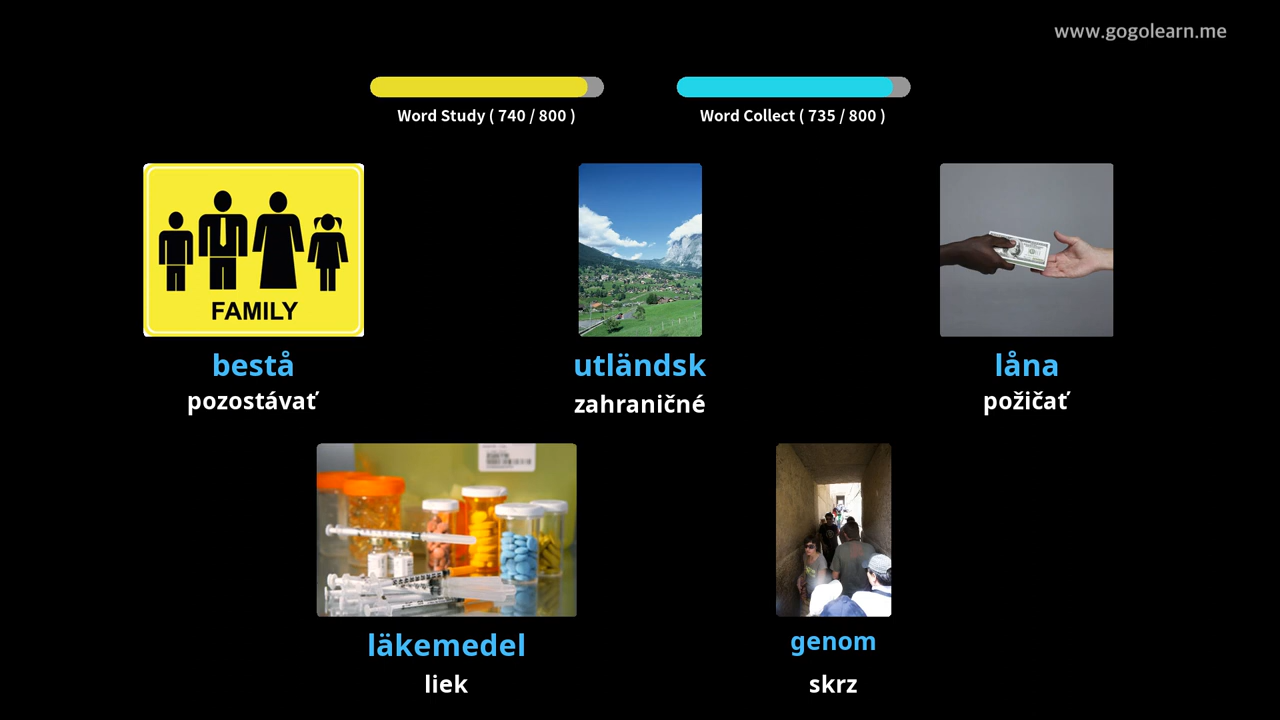 www.gogolearn.me
Word Study ( 740 / 800 )
Word Collect ( 735 / 800 )
FAMILY
bestå
pozostávať
utländsk
zahraničné
låna
požičať
läkemedel
liek
genom
skrz